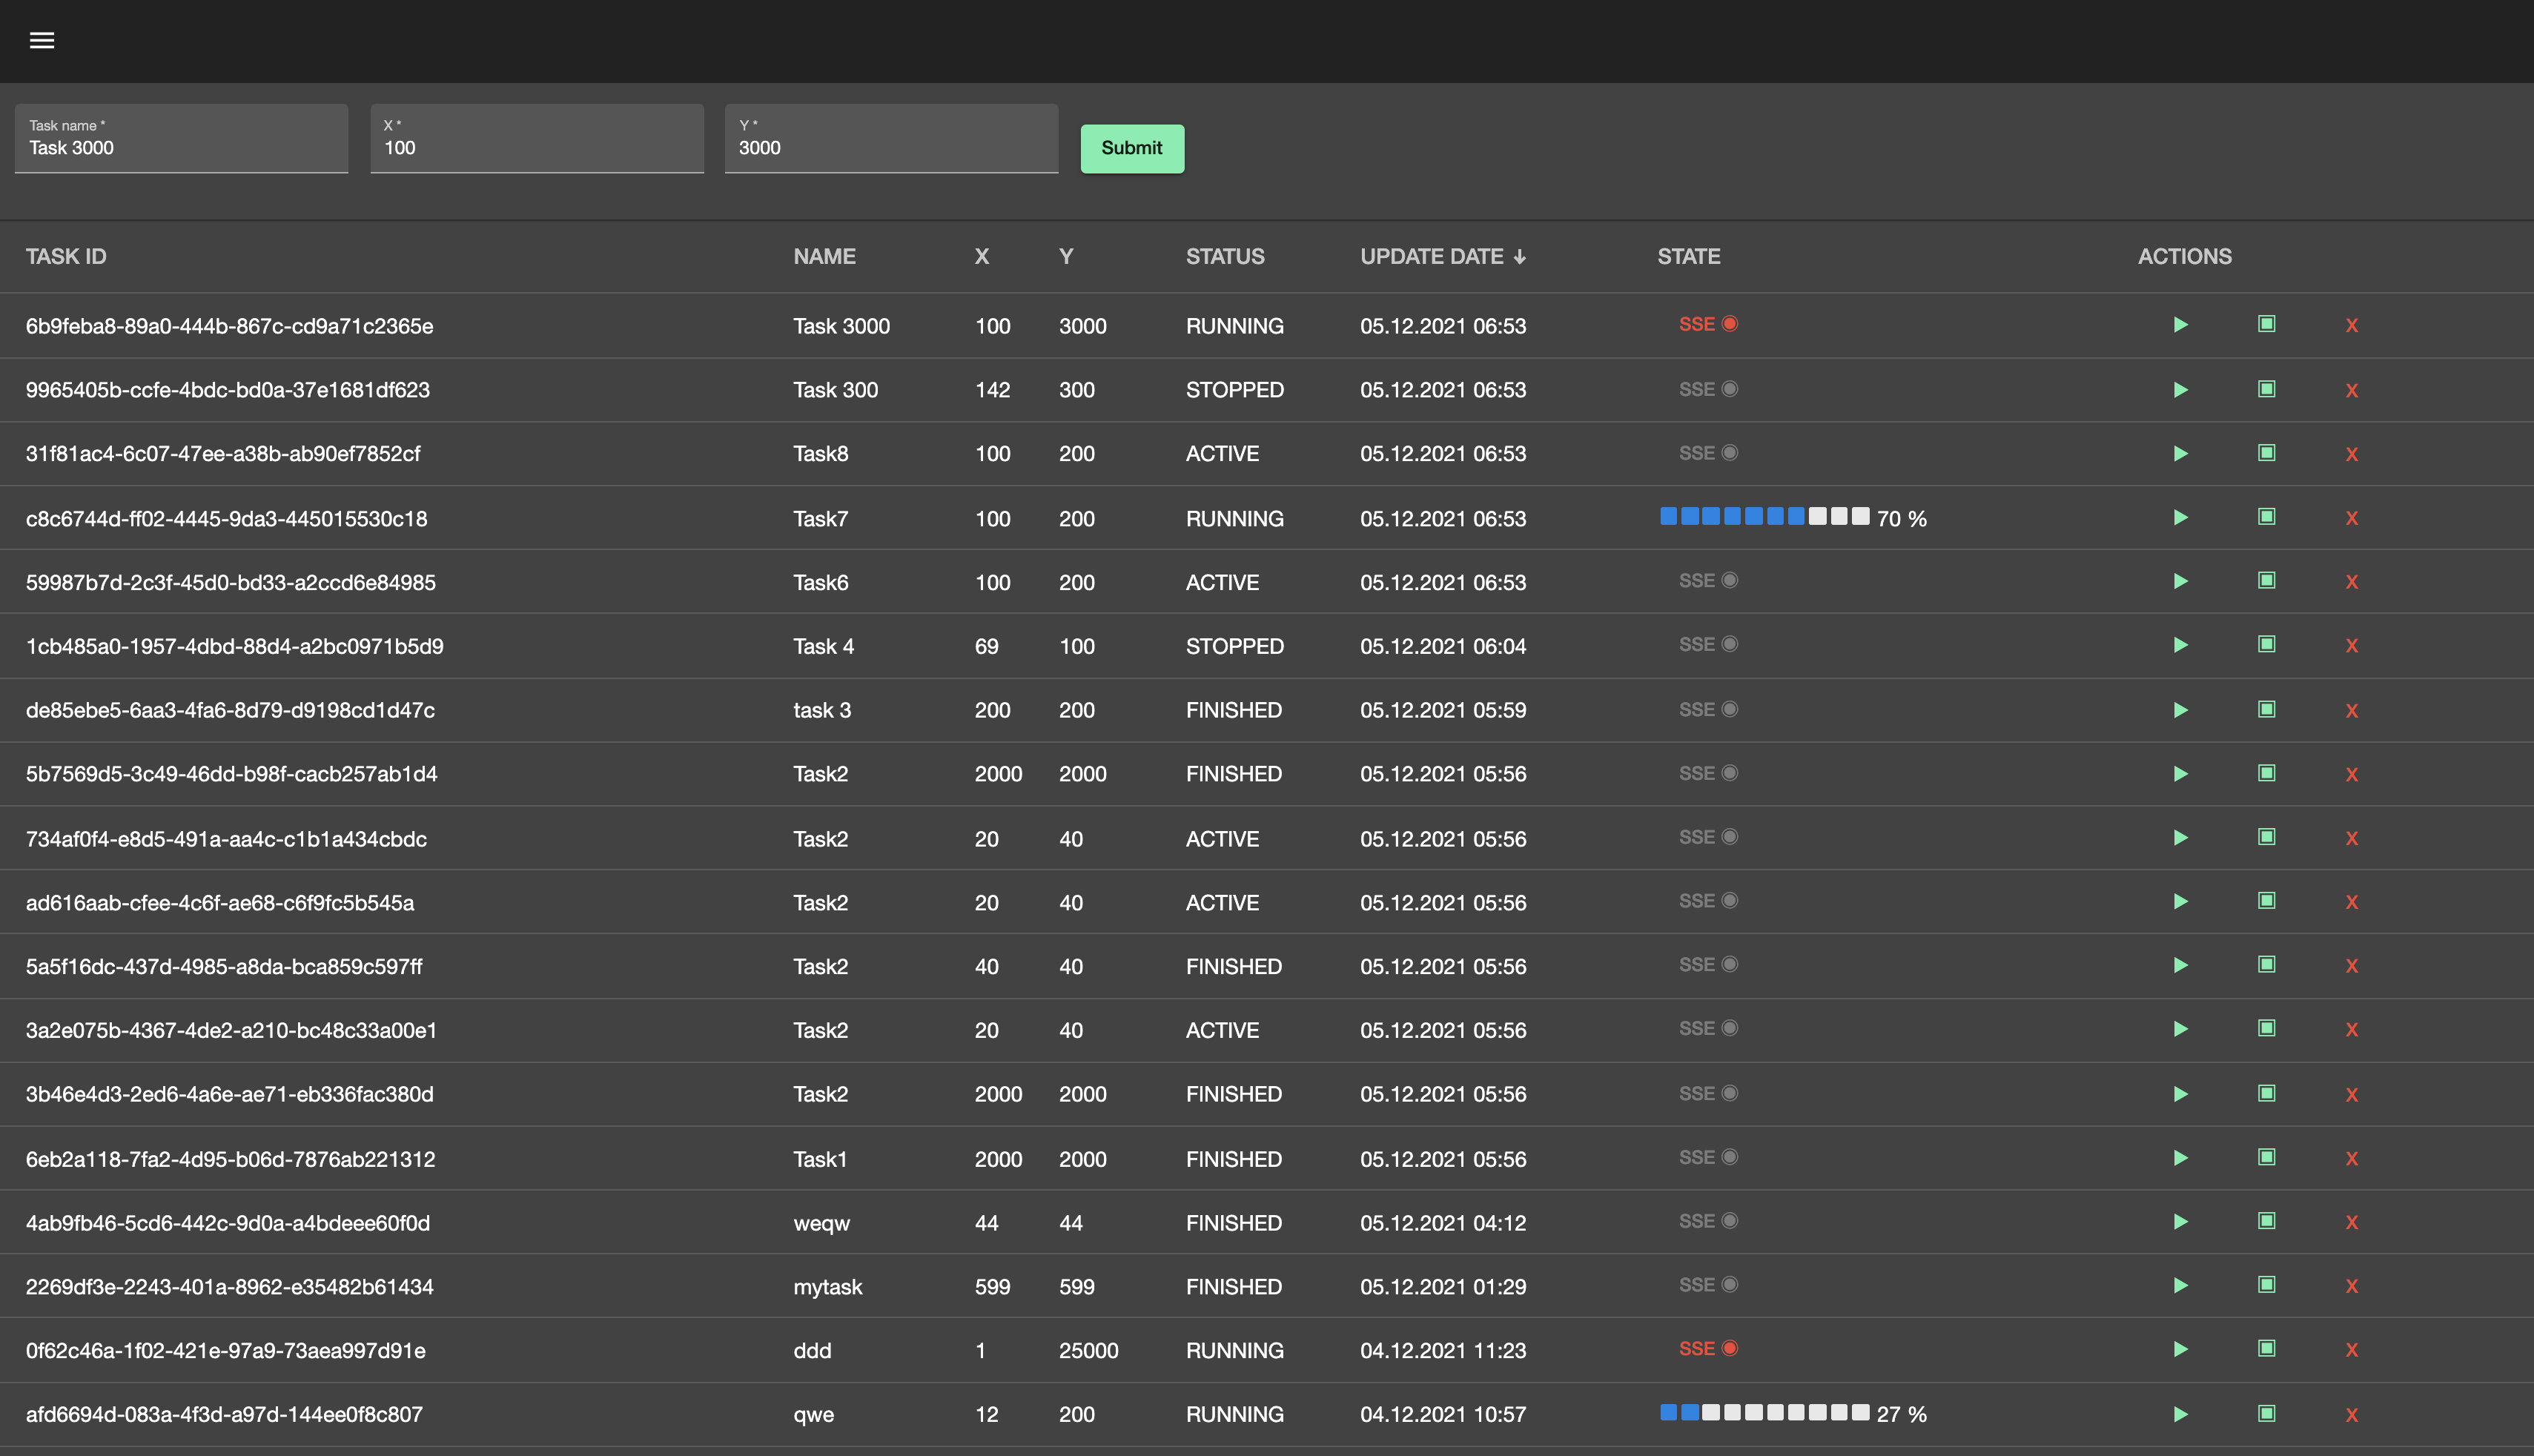 Task name *
Task 3000
X *
100
Y *
3000
Submit
TASK ID NAME X Y STATUS UPDATE DATE ↓ STATE ACTIONS
6b9feba8-89a0-444b-867c-cd9a71c2365e Task 3000 100 3000 RUNNING 05.12.2021 06:53 SSE X
9965405b-ccfe-4bdc-bd0a-37e1681df623 Task 300 142 300 STOPPED 05.12.2021 06:53 SSE X
31f81ac4-6c07-47ee-a38b-ab90ef7852cf Task8 100 200 ACTIVE 05.12.2021 06:53 SSE X
c8c6744d-ff02-4445-9da3-445015530c18 Task7 100 200 RUNNING 05.12.2021 06:53 70 % X
59987b7d-2c3f-45d0-bd33-a2ccd6e84985 Task6 100 200 ACTIVE 05.12.2021 06:53 SSE X
1cb485a0-1957-4dbd-88d4-a2bc0971b5d9 Task 4 69 100 STOPPED 05.12.2021 06:04 SSE X
de85ebe5-6aa3-4fa6-8d79-d9198cd1d47c task 3 200 200 FINISHED 05.12.2021 05:59 SSE X
5b7569d5-3c49-46dd-b98f-cacb257ab1d4 Task2 2000 2000 FINISHED 05.12.2021 05:56 SSE X
734af0f4-e8d5-491a-aa4c-c1b1a434cbdc Task2 20 40 ACTIVE 05.12.2021 05:56 SSE X
ad616aab-cfee-4c6f-ae68-c6f9fc5b545a Task2 20 40 ACTIVE 05.12.2021 05:56 SSE X
5a5f16dc-437d-4985-a8da-bca859c597ff Task2 40 40 FINISHED 05.12.2021 05:56 SSE X
3a2e075b-4367-4de2-a210-bc48c33a00e1 Task2 20 40 ACTIVE 05.12.2021 05:56 SSE X
3b46e4d3-2ed6-4a6e-ae71-eb336fac380d Task2 2000 2000 FINISHED 05.12.2021 05:56 SSE X
6eb2a118-7fa2-4d95-b06d-7876ab221312 Task1 2000 2000 FINISHED 05.12.2021 05:56 SSE X
4ab9fb46-5cd6-442c-9d0a-a4bdeee60f0d weqw 44 44 FINISHED 05.12.2021 04:12 SSE X
2269df3e-2243-401a-8962-e35482b61434 mytask 599 599 FINISHED 05.12.2021 01:29 SSE X
0f62c46a-1f02-421e-97a9-73aea997d91e ddd 1 25000 RUNNING 04.12.2021 11:23 SSE X
afd6694d-083a-4f3d-a97d-144ee0f8c807 qwe 12 200 RUNNING 04.12.2021 10:57 27 % X